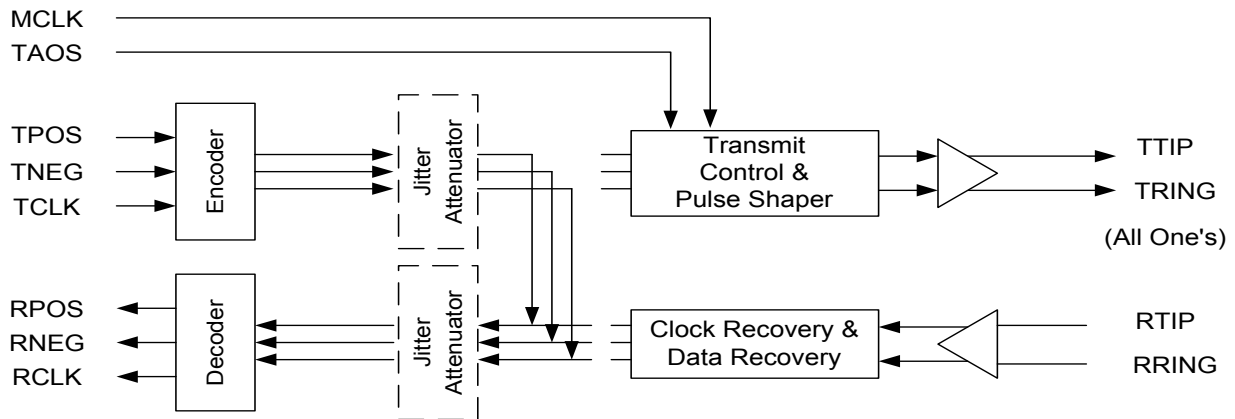 MCLK
TAOS
TPOS
TNEG
TCLK
Encoder
Jitter
Attenuator
Transmit
Control &
Pulse Shaper
TTIP
TRING
(All One's)
RPOS
RNEG
RCLK
Decoder
Jitter
Attenuator
Clock Recovery &
Data Recovery
RTIP
RRING